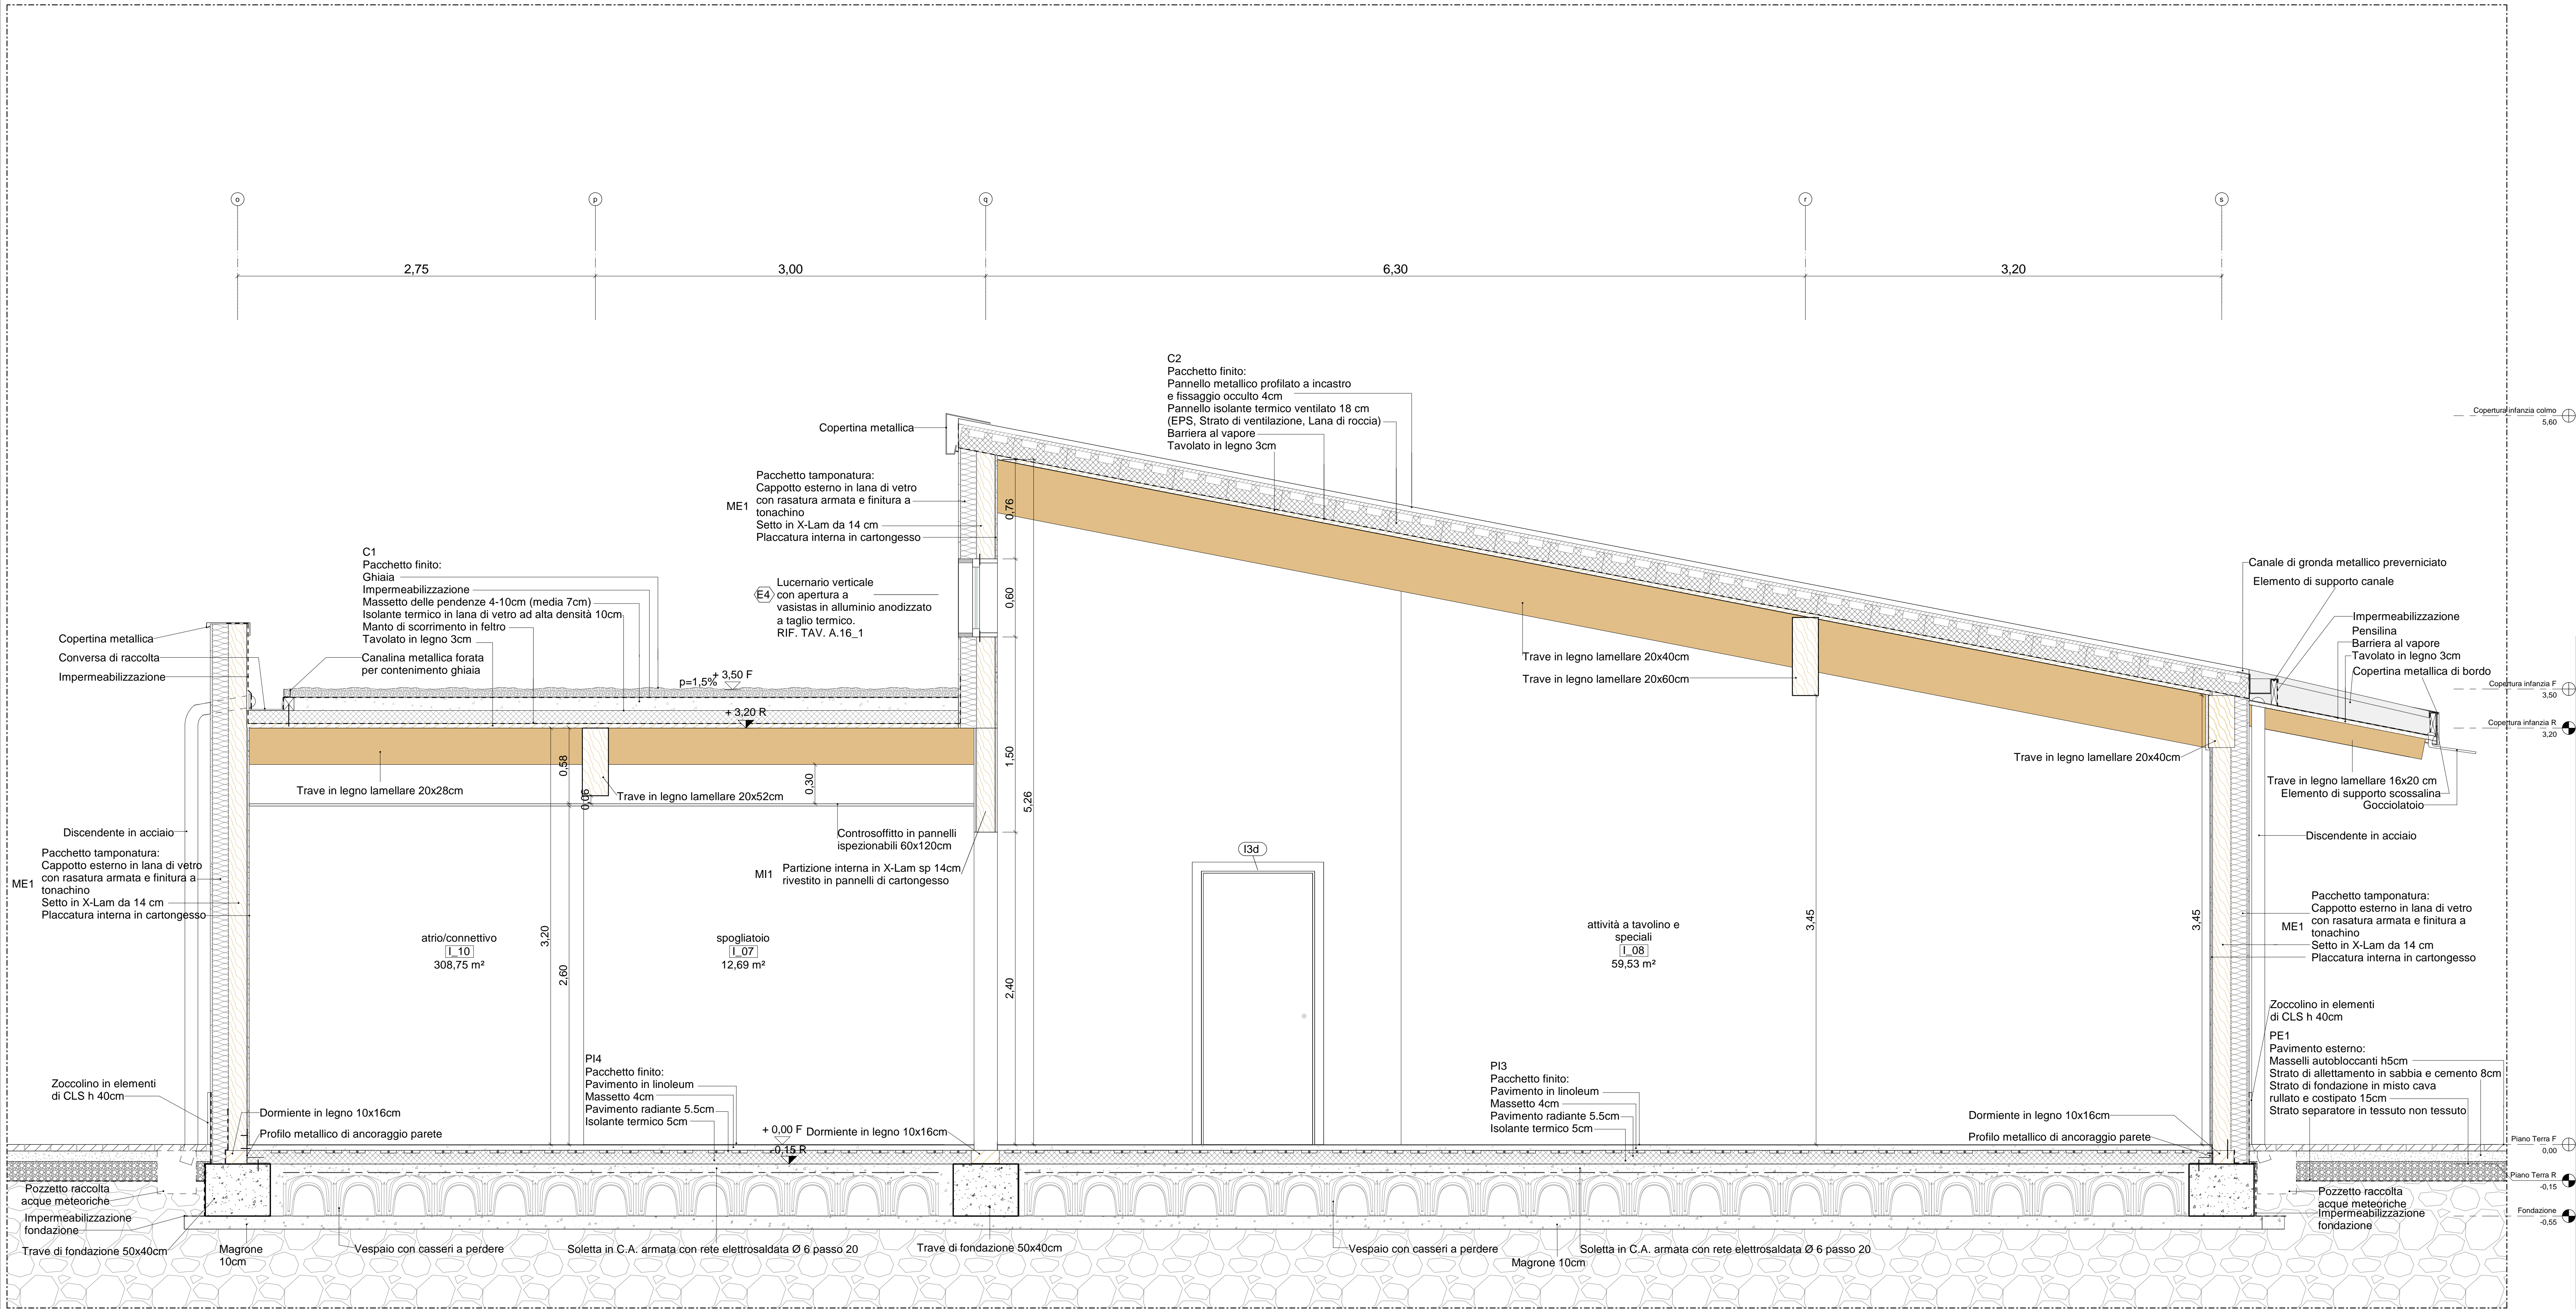 o
p
q
r
s
2,75
3,00
6,30
3,20
C2
Pacchetto finito:
Pannello metallico profilato a incastro
e fissaggio occulto 4cm
Pannello isolante termico ventilato 18 cm
(EPS, Strato di ventilazione, Lana di roccia)
Barriera al vapore
Tavolato in legno 3cm
Copertina metallica
Pacchetto tamponatura:
Cappotto esterno in lana di vetro
con rasatura armata e finitura a
tonachino
Setto in X-Lam da 14 cm
Placcatura interna in cartongesso
ME1
Copertura infanzia colmo
5,60
C1
Pacchetto finito:
Ghiaia
Impermeabilizzazione
Massetto delle pendenze 4-10cm (media 7cm)
Isolante termico in lana di vetro ad alta densità 10cm
Manto di scorrimento in feltro
Tavolato in legno 3cm
E4
Lucernario verticale
con apertura a
vasistas in alluminio anodizzato
a taglio termico.
RIF. TAV. A.16_1
Copertina metallica
Conversa di raccolta
Impermeabilizzazione
Canalina metallica forata
per contenimento ghiaia
p=1,5%
+ 3,50 F
+ 3,20 R
0,76
0,60
1,50
5,26
2,40
Canale di gronda metallico preverniciato
Elemento di supporto canale
Impermeabilizzazione
Pensilina
Barriera al vapore
Tavolato in legno 3cm
Copertina metallica di bordo
Copertura infanzia F
3,50
Copertura infanzia R
3,20
Trave in legno lamellare 20x40cm
Trave in legno lamellare 20x60cm
Trave in legno lamellare 20x40cm
Trave in legno lamellare 16x20 cm
Elemento di supporto scossalina
Gocciolatoio
Trave in legno lamellare 20x28cm
Trave in legno lamellare 20x52cm
0,58
0,06
0,30
Discendente in acciaio
Controsoffitto in pannelli
ispezionabili 60x120cm
MI1
Partizione interna in X-Lam sp 14cm
rivestito in pannelli di cartongesso
Discendente in acciaio
Pacchetto tamponatura:
Cappotto esterno in lana di vetro
con rasatura armata e finitura a
tonachino
Setto in X-Lam da 14 cm
Placcatura interna in cartongesso
ME1
I3d
atrio/connettivo
I_10
308,75 m²
3,20
2,60
spogliatoio
I_07
12,69 m²
attività a tavolino e
speciali
I_08
59,53 m²
3,45
3,45
Pacchetto tamponatura:
Cappotto esterno in lana di vetro
con rasatura armata e finitura a
tonachino
Setto in X-Lam da 14 cm
Placcatura interna in cartongesso
ME1
Zoccolino in elementi
di CLS h 40cm
PE1
Pavimento esterno:
Masselli autobloccanti h5cm
Strato di allettamento in sabbia e cemento 8cm
Strato di fondazione in misto cava
rullato e costipato 15cm
Strato separatore in tessuto non tessuto
Zoccolino in elementi
di CLS h 40cm
Dormiente in legno 10x16cm
Profilo metallico di ancoraggio parete
PI4
Pacchetto finito:
Pavimento in linoleum
Massetto 4cm
Pavimento radiante 5.5cm
Isolante termico 5cm
+ 0,00 F
-0,15 R
Dormiente in legno 10x16cm
PI3
Pacchetto finito:
Pavimento in linoleum
Massetto 4cm
Pavimento radiante 5.5cm
Isolante termico 5cm
Dormiente in legno 10x16cm
Profilo metallico di ancoraggio parete
Piano Terra F
0,00
Piano Terra R
-0,15
Fondazione
-0,55
Pozzetto raccolta
acque meteoriche
Impermeabilizzazione
fondazione
Trave di fondazione 50x40cm
Magrone
10cm
Vespaio con casseri a perdere
Soletta in C.A. armata con rete elettrosaldata Ø 6 passo 20
Trave di fondazione 50x40cm
Vespaio con casseri a perdere
Magrone 10cm
Soletta in C.A. armata con rete elettrosaldata Ø 6 passo 20
Pozzetto raccolta
acque meteoriche
Impermeabilizzazione
fondazione